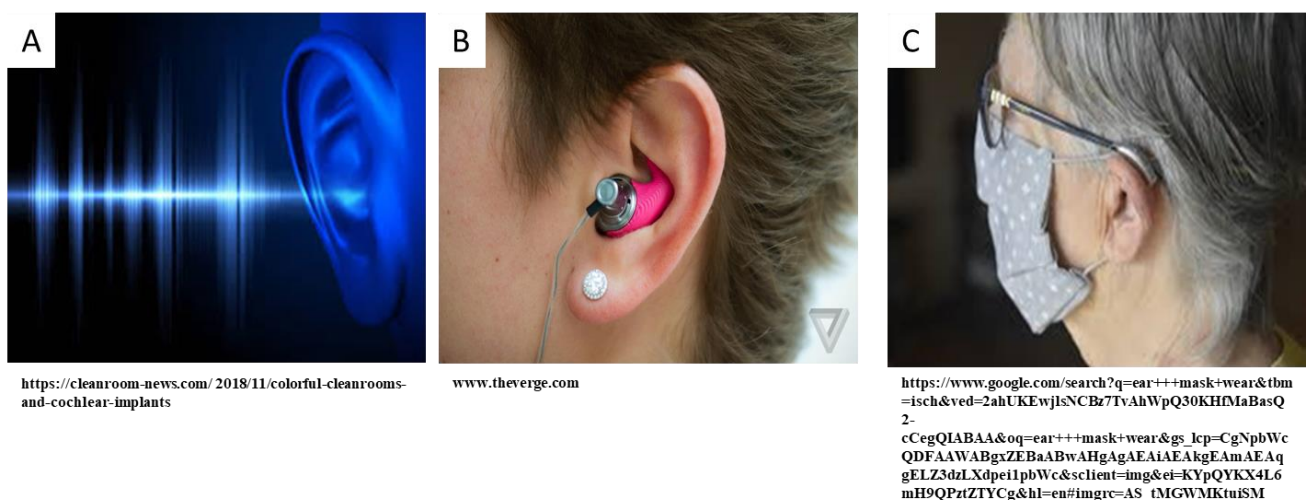 A
B
C
https://cleanroom-news.com/ 2018/11/colorful-cleanrooms-
and-cochlear-implants
www.theverge.com
https://www.google.com/search?q=ear+++mask+wear&tbm
=isch&ved=2ahUKEwjlsNCBz7TvAhWpQ30KHfMaBasQ
2-
cCegQIABAA&oq=ear+++mask+wear&gs_lcp=CgNpbWc
QDFAAWABgxZEBaABwAHgAgAEAiAEAkgEAmAEAq
gELZ3dzLXdpei1pbWc&sclient=img&ei=KYpQYKX4L6
mH9QPztZTYCg&hl=en#imgrc=AS_tMGWMKtujSM